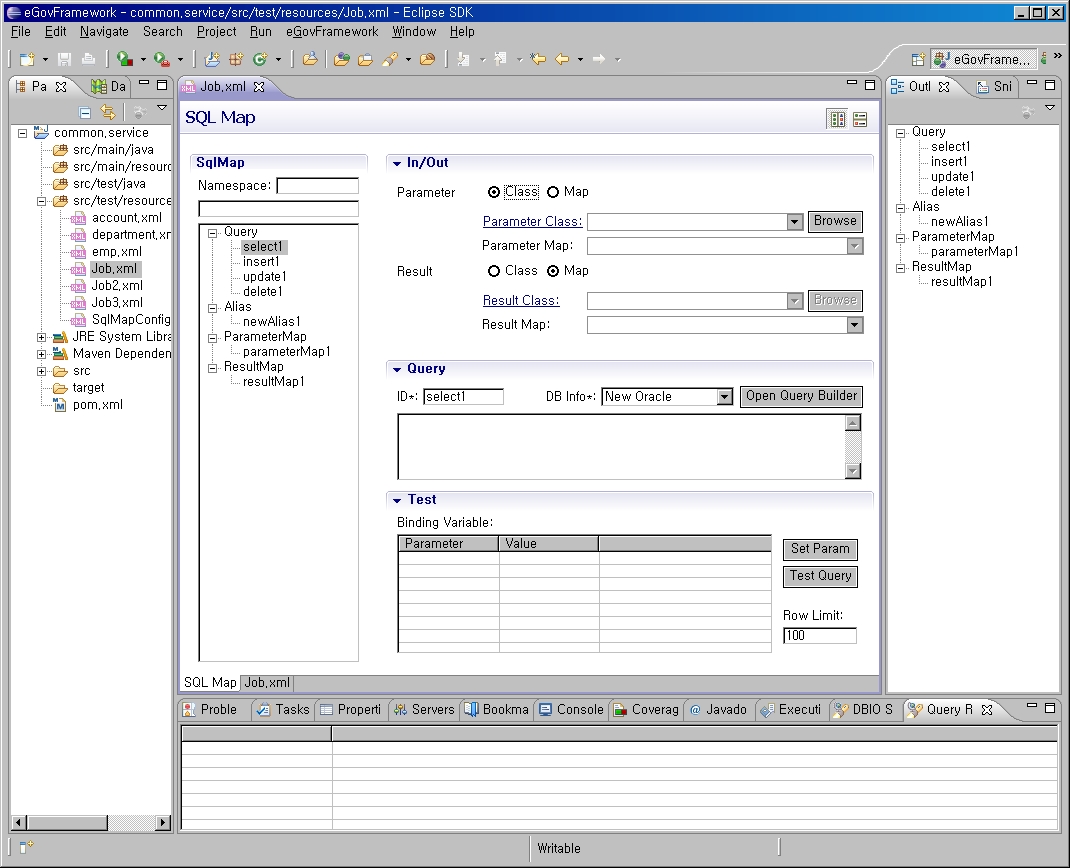 eGovFramework - common.service/src/test/resources/Job.xml - Eclipse SDK
File Edit Navigate Search Project Run eGovFramework Window Help
eGovFrame...
Pa
Da
common.service
src/main/java
src/main/resourc
src/test/java
src/test/resource
account.xml
department.xm
emp.xml
Job.xml
Job2.xml
Job3.xml
SqlMapConfig
JRE System Libra
Maven Dependen
src
target
pom.xml
Job.xml
SQL Map
SqlMap
Namespace:
Query
select1
insert1
update1
delete1
Alias
newAlias1
ParameterMap
parameterMap1
ResultMap
resultMap1
In/Out
Parameter Class Map
Parameter Class: Browse
Parameter Map:
Result Class Map
Result Class: Browse
Result Map:
Query
ID*: select1 DB Info*: New Oracle Open Query Builder
Test
Binding Variable:
Parameter Value
Set Param
Test Query
Row Limit:
100
SQL Map Job.xml
Outl
Sni
Query
select1
insert1
update1
delete1
Alias
newAlias1
ParameterMap
parameterMap1
ResultMap
resultMap1
Proble Tasks Properti Servers Bookma Console Coverag Javado Executi DBIO S Query R
Writable